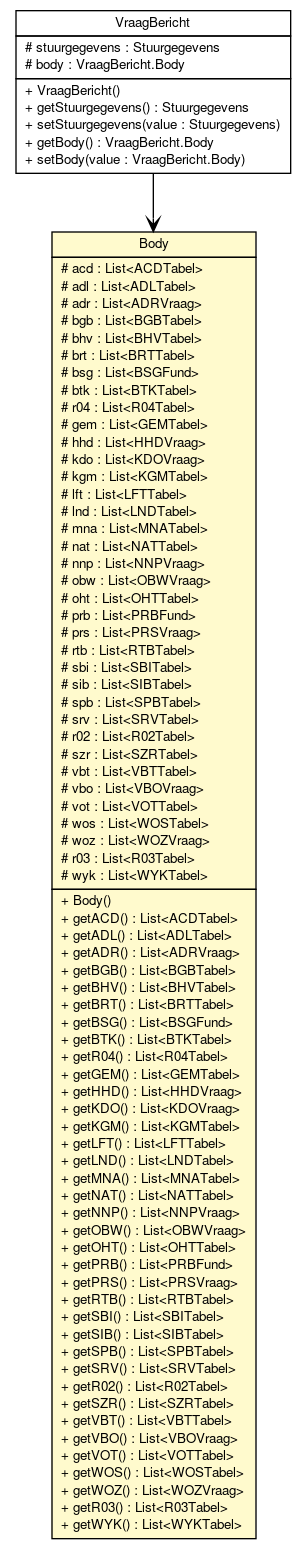 VraagBericht
# stuurgegevens : Stuurgegevens
# body : VraagBericht.Body
+ VraagBericht()
+ getStuurgegevens() : Stuurgegevens
+ setStuurgegevens(value : Stuurgegevens)
+ getBody() : VraagBericht.Body
+ setBody(value : VraagBericht.Body)
Body
# acd : List<ACDTabel>
# adl : List<ADLTabel>
# adr : List<ADRVraag>
# bgb : List<BGBTabel>
# bhv : List<BHVTabel>
# brt : List<BRTTabel>
# bsg : List<BSGFund>
# btk : List<BTKTabel>
# r04 : List<R04Tabel>
# gem : List<GEMTabel>
# hhd : List<HHDVraag>
# kdo : List<KDOVraag>
# kgm : List<KGMTabel>
# lft : List<LFTTabel>
# lnd : List<LNDTabel>
# mna : List<MNATabel>
# nat : List<NATTabel>
# nnp : List<NNPVraag>
# obw : List<OBWVraag>
# oht : List<OHTTabel>
# prb : List<PRBFund>
# prs : List<PRSVraag>
# rtb : List<RTBTabel>
# sbi : List<SBITabel>
# sib : List<SIBTabel>
# spb : List<SPBTabel>
# srv : List<SRVTabel>
# r02 : List<R02Tabel>
# szr : List<SZRTabel>
# vbt : List<VBTTabel>
# vbo : List<VBOVraag>
# vot : List<VOTTabel>
# wos : List<WOSTabel>
# woz : List<WOZVraag>
# r03 : List<R03Tabel>
# wyk : List<WYKTabel>
+ Body()
+ getACD() : List<ACDTabel>
+ getADL() : List<ADLTabel>
+ getADR() : List<ADRVraag>
+ getBGB() : List<BGBTabel>
+ getBHV() : List<BHVTabel>
+ getBRT() : List<BRTTabel>
+ getBSG() : List<BSGFund>
+ getBTK() : List<BTKTabel>
+ getR04() : List<R04Tabel>
+ getGEM() : List<GEMTabel>
+ getHHD() : List<HHDVraag>
+ getKDO() : List<KDOVraag>
+ getKGM() : List<KGMTabel>
+ getLFT() : List<LFTTabel>
+ getLND() : List<LNDTabel>
+ getMNA() : List<MNATabel>
+ getNAT() : List<NATTabel>
+ getNNP() : List<NNPVraag>
+ getOBW() : List<OBWVraag>
+ getOHT() : List<OHTTabel>
+ getPRB() : List<PRBFund>
+ getPRS() : List<PRSVraag>
+ getRTB() : List<RTBTabel>
+ getSBI() : List<SBITabel>
+ getSIB() : List<SIBTabel>
+ getSPB() : List<SPBTabel>
+ getSRV() : List<SRVTabel>
+ getR02() : List<R02Tabel>
+ getSZR() : List<SZRTabel>
+ getVBT() : List<VBTTabel>
+ getVBO() : List<VBOVraag>
+ getVOT() : List<VOTTabel>
+ getWOS() : List<WOSTabel>
+ getWOZ() : List<WOZVraag>
+ getR03() : List<R03Tabel>
+ getWYK() : List<WYKTabel>